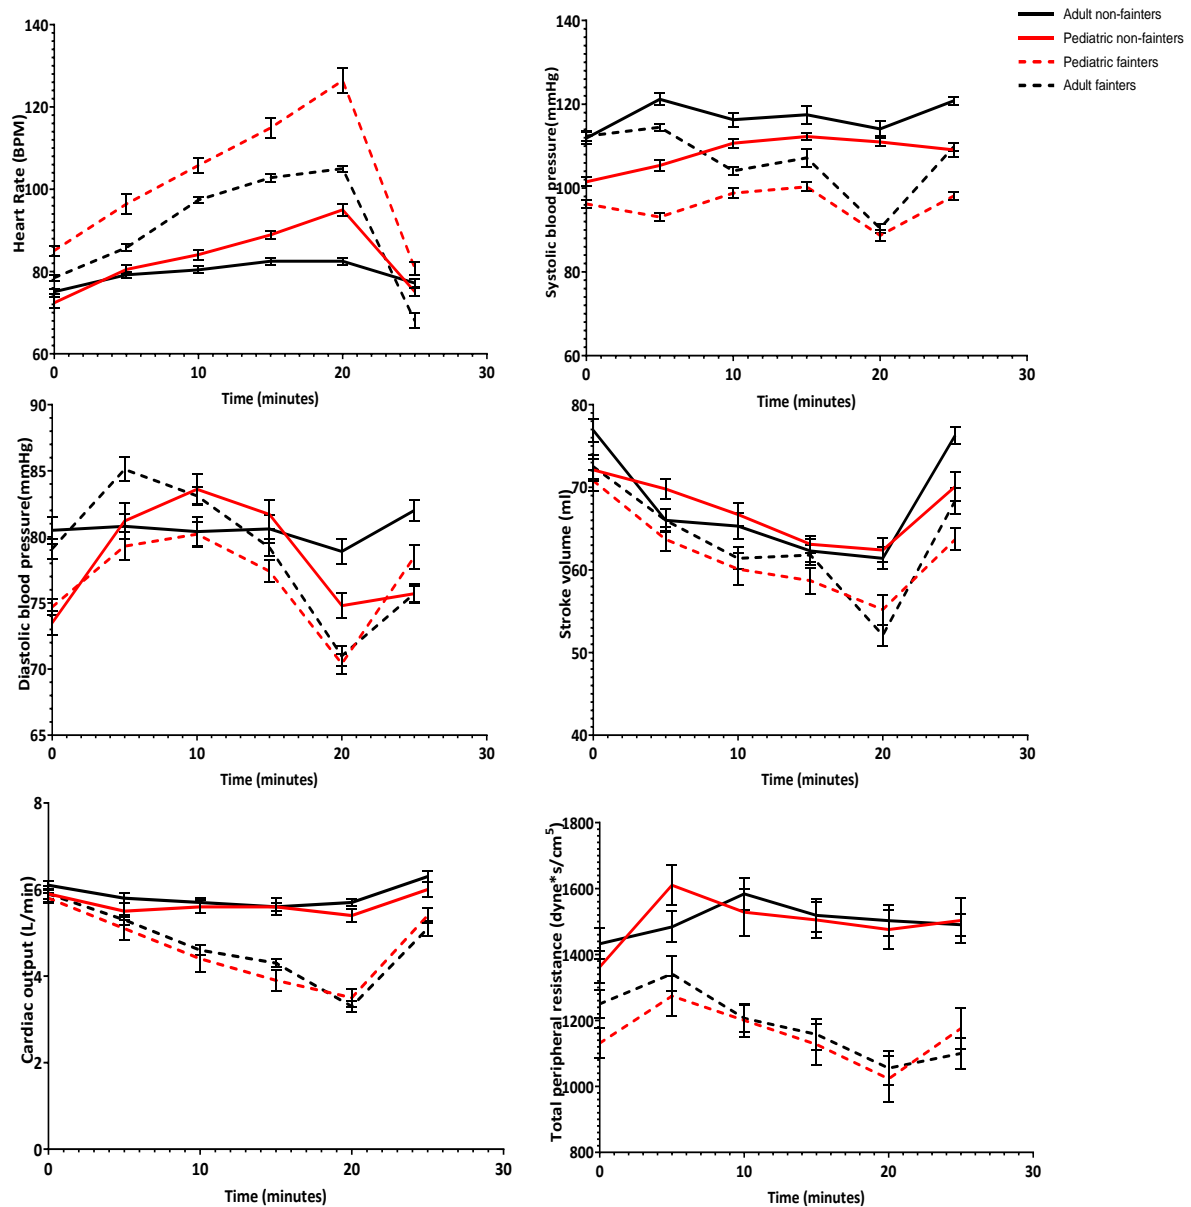 Adult non-fainters
Pediatric non-fainters
Pediatric fainters
Adult fainters
140
120
100
80
60
Heart Rate (BPM)
0 10 20 30
Time (minutes)
140
120
100
80
60
Systolic blood pressure(mmHg)
0 10 20 30
Time (minutes)
90
85
80
75
70
65
Diastolic blood pressure(mmHg)
0 10 20 30
Time (minutes)
80
70
60
50
40
Stroke volume (ml)
0 10 20 30
Time (minutes)
8
6
4
2
0
Cardiac output (L/min)
0 10 20 30
Time (minutes)
1800
1600
1400
1200
1000
800
Total peripheral resistance (dyne*s/cm⁵)
0 10 20 30
Time (minutes)